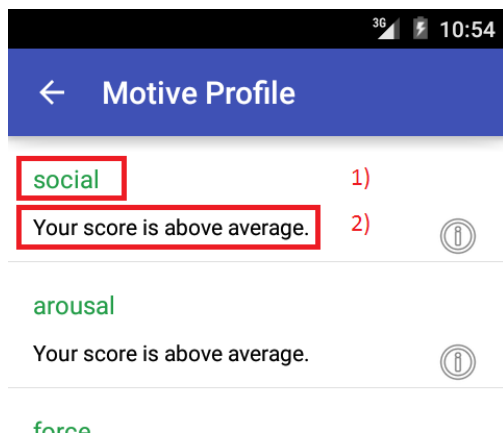 3G 10:54
Motive Profile
social 1)
Your score is above average. 2)
arousal
Your score is above average.
force